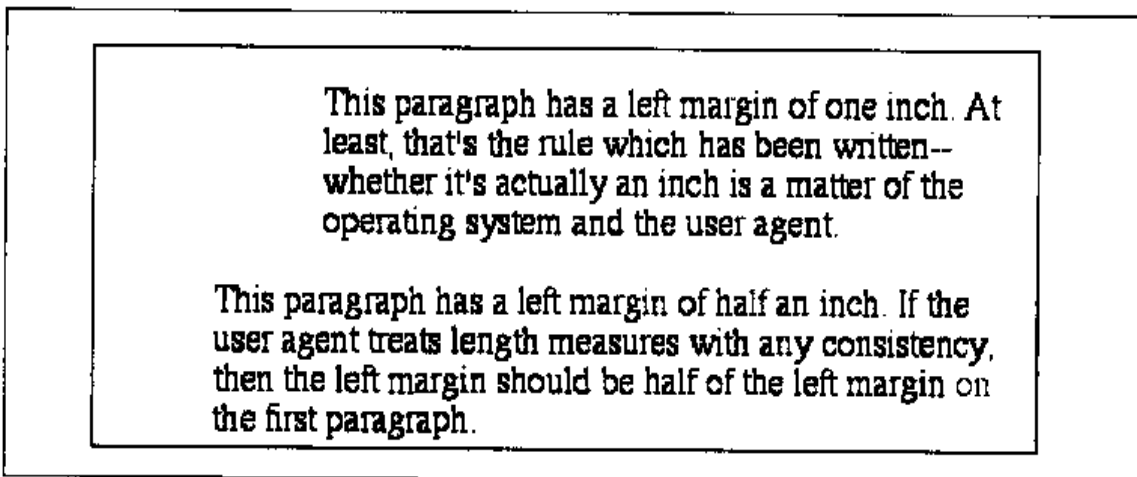 This paragraph has a left margin of one inch. At
least, that's the rule which has been written--
whether it's actually an inch is a matter of the
operating system and the user agent.
This paragraph has a left margin of half an inch. If the
user agent treats length measures with any consistency,
then the left margin should be half of the left margin on
the first paragraph.